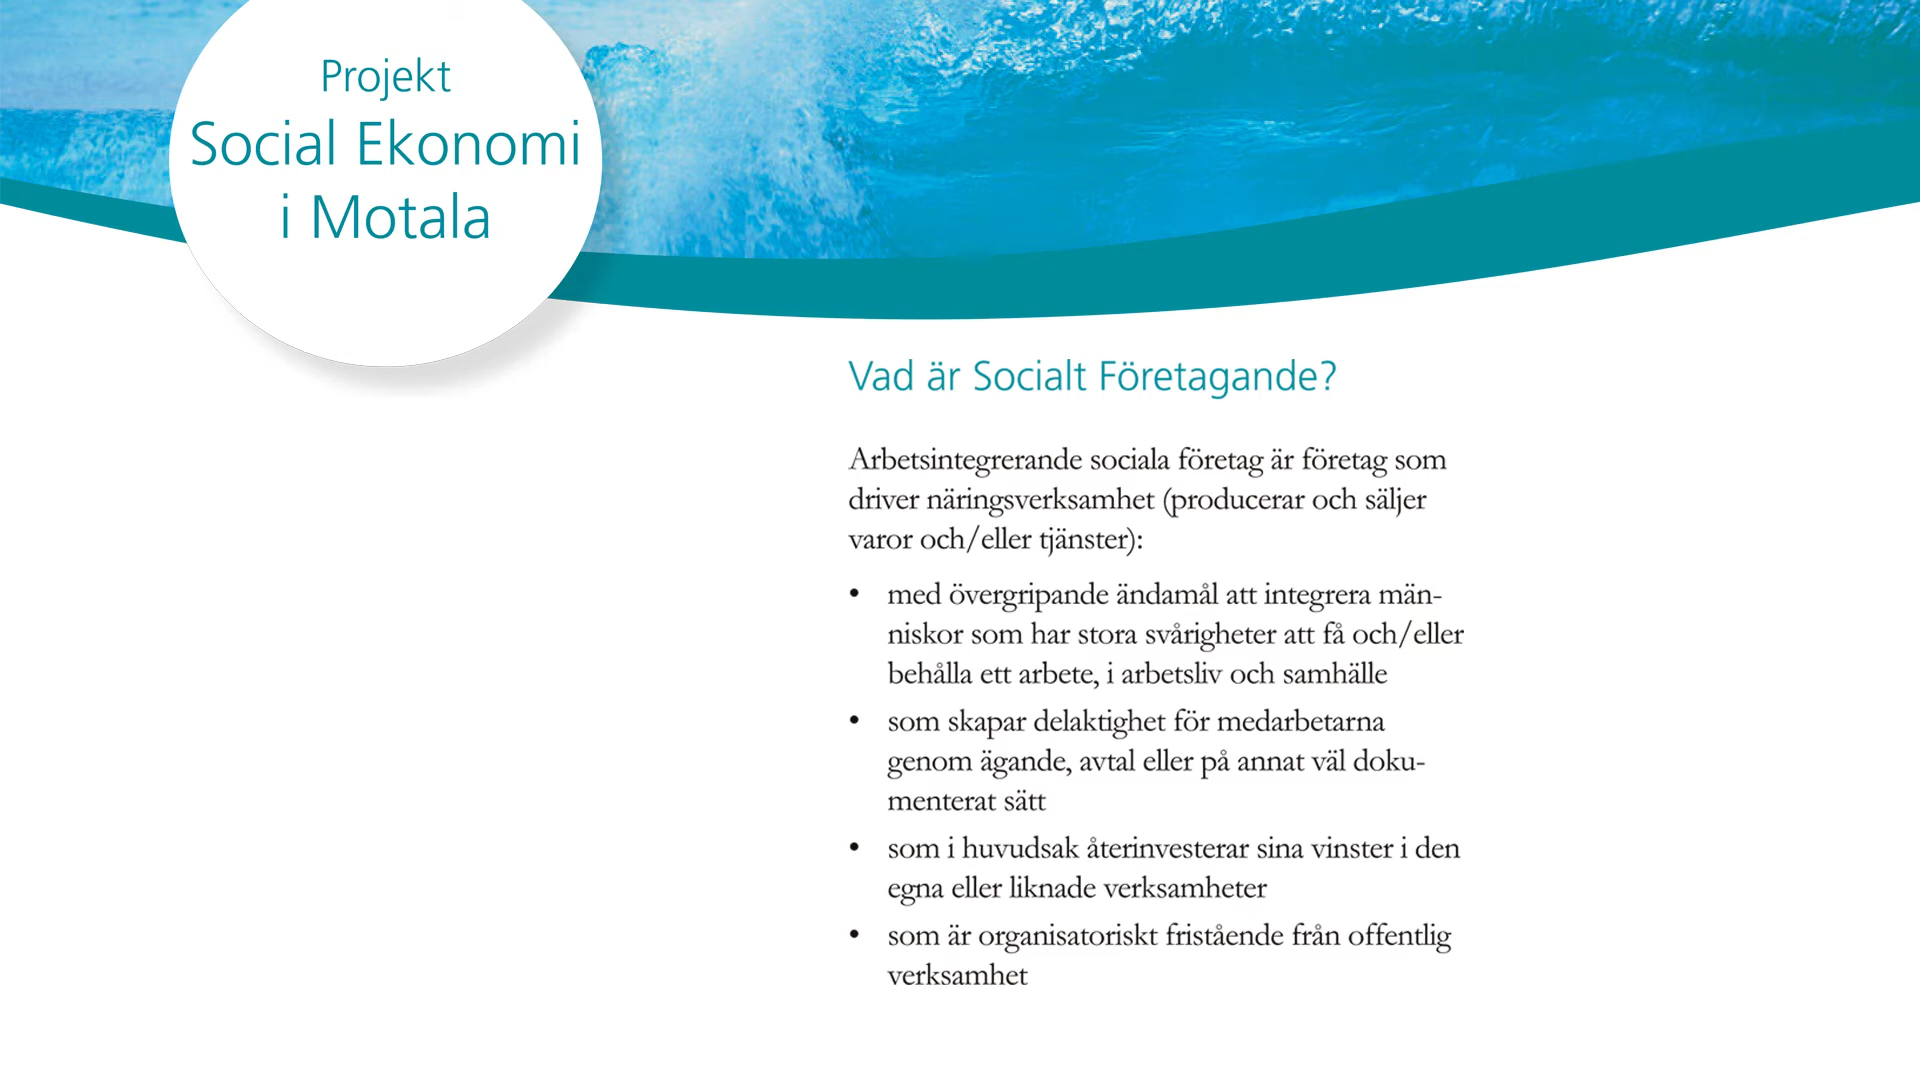 Projekt
Social Ekonomi
i Motala
Vad är Socialt Företagande?
Arbetsintegrerande sociala företag är företag som
driver näringsverksamhet (producerar och säljer
varor och/eller tjänster):
• med övergripande ändamål att integrera män-
niskor som har stora svårigheter att få och/eller
behålla ett arbete, i arbetsliv och samhälle
• som skapar delaktighet för medarbetarna
genom ägande, avtal eller på annat väl doku-
menterat sätt
• som i huvudsak återinvesterar sina vinster i den
egna eller liknade verksamheter
• som är organisatoriskt fristående från offentlig
verksamhet